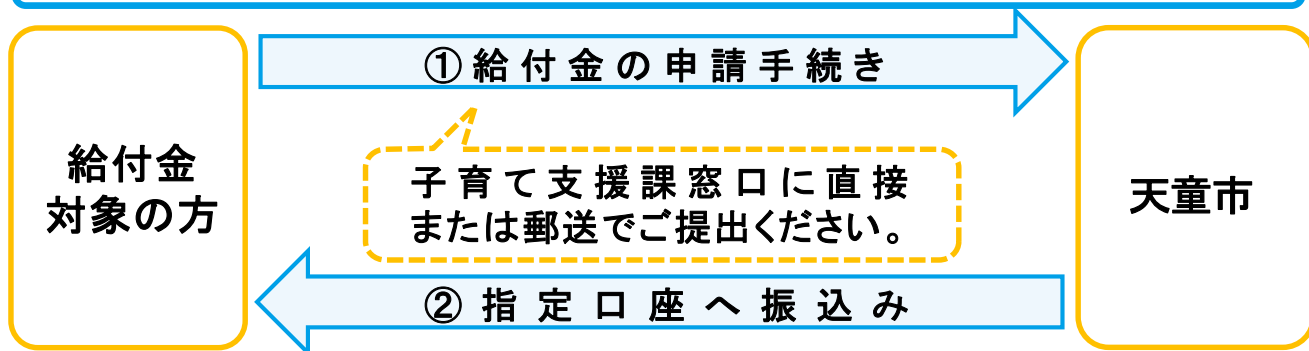 ①給付金の申請手続き
給付金
対象の方
子育て支援課窓口に直接
または郵送でご提出ください。
天童市
②指定口座へ振込み